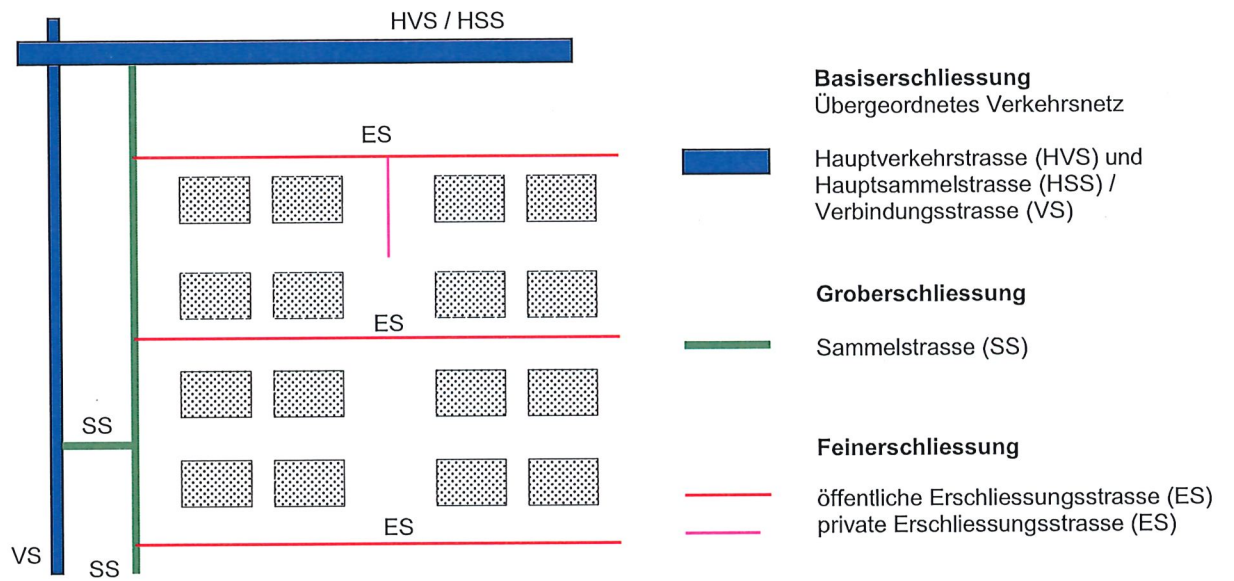 HVS / HSS
ES
ES
SS
ES
VS
SS
Basiserschliessung
Übergeordnetes Verkehrsnetz
Hauptverkehrstrasse (HVS) und
Hauptsammelstrasse (HSS) /
Verbindungsstrasse (VS)
Groberschliessung
Sammelstrasse (SS)
Feinerschliessung
öffentliche Erschliessungsstrasse (ES)
private Erschliessungsstrasse (ES)